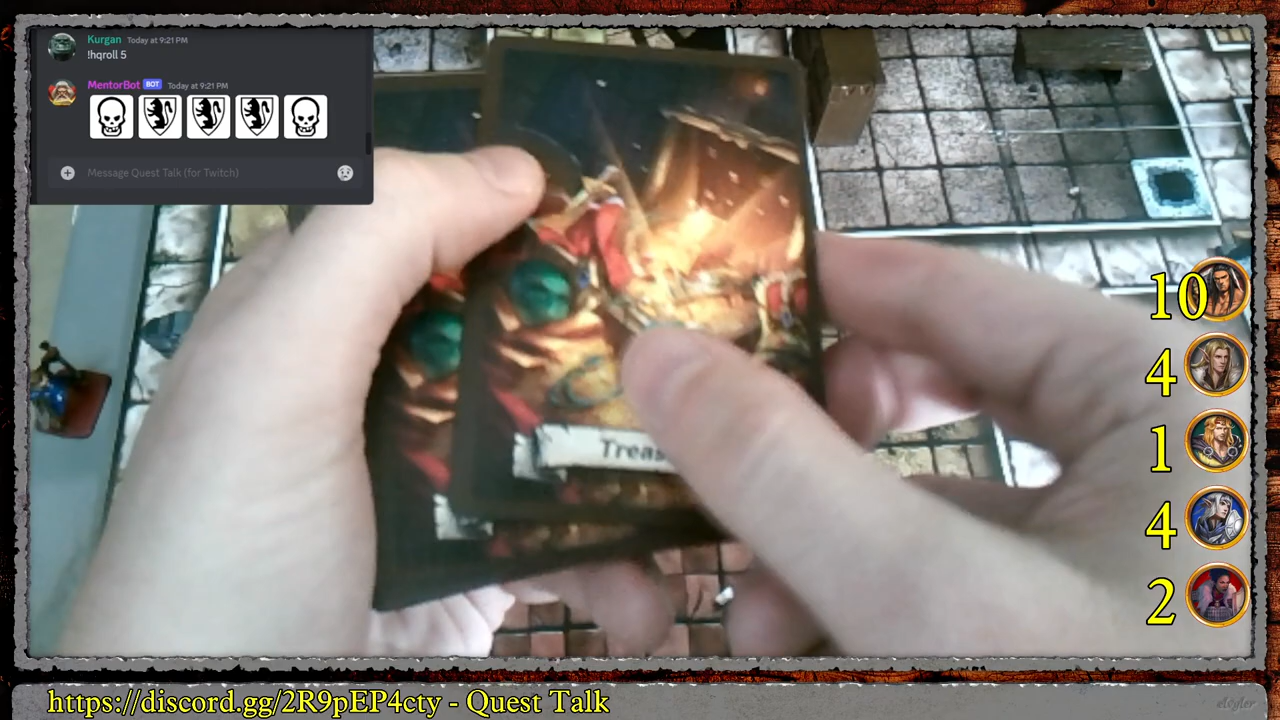 Kurgan Today at 9:21 PM
!hqroll 5
MentorBot BOT Today at 9:21 PM
Message Quest Talk (for Twitch)
10
4
1
4
2
https://discord.gg/2R9pEP4cty - Quest Talk